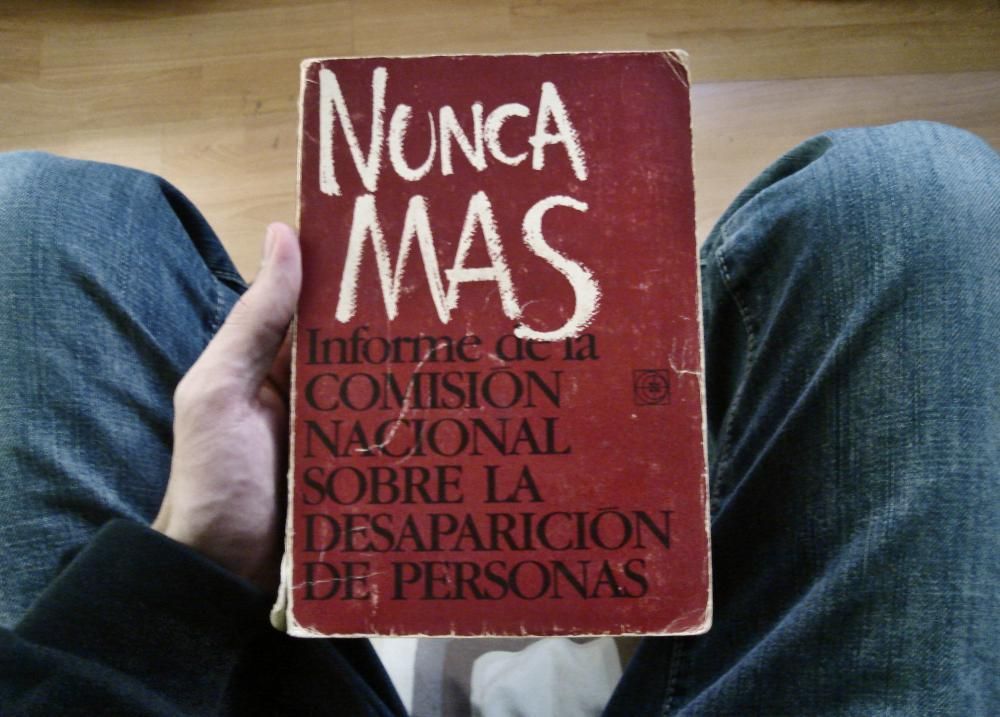 NUNCA
MAS
Informe de la
COMISIÓN
NACIONAL
SOBRE LA
DESAPARICIÓN
DE PERSONAS